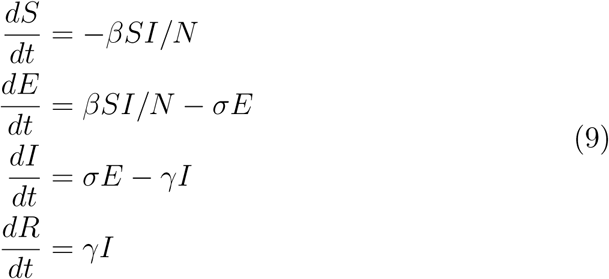 dS/dt = −βSI/N
dE/dt = βSI/N − σE
(9)
dI/dt = σE − γI
dR/dt = γI